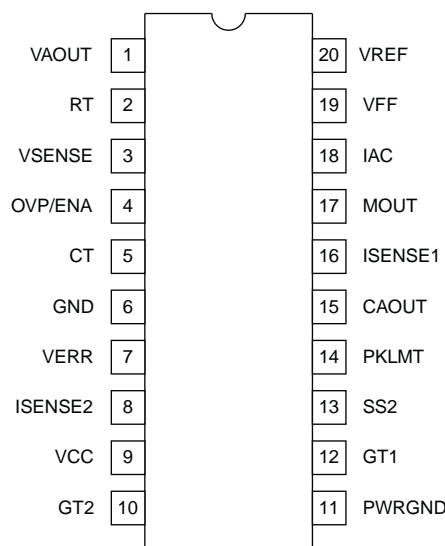 VAOUT 1 20 VREF
RT 2 19 VFF
VSENSE 3 18 IAC
OVP/ENA 4 17 MOUT
CT 5 16 ISENSE1
GND 6 15 CAOUT
VERR 7 14 PKLMT
ISENSE2 8 13 SS2
VCC 9 12 GT1
GT2 10 11 PWRGND